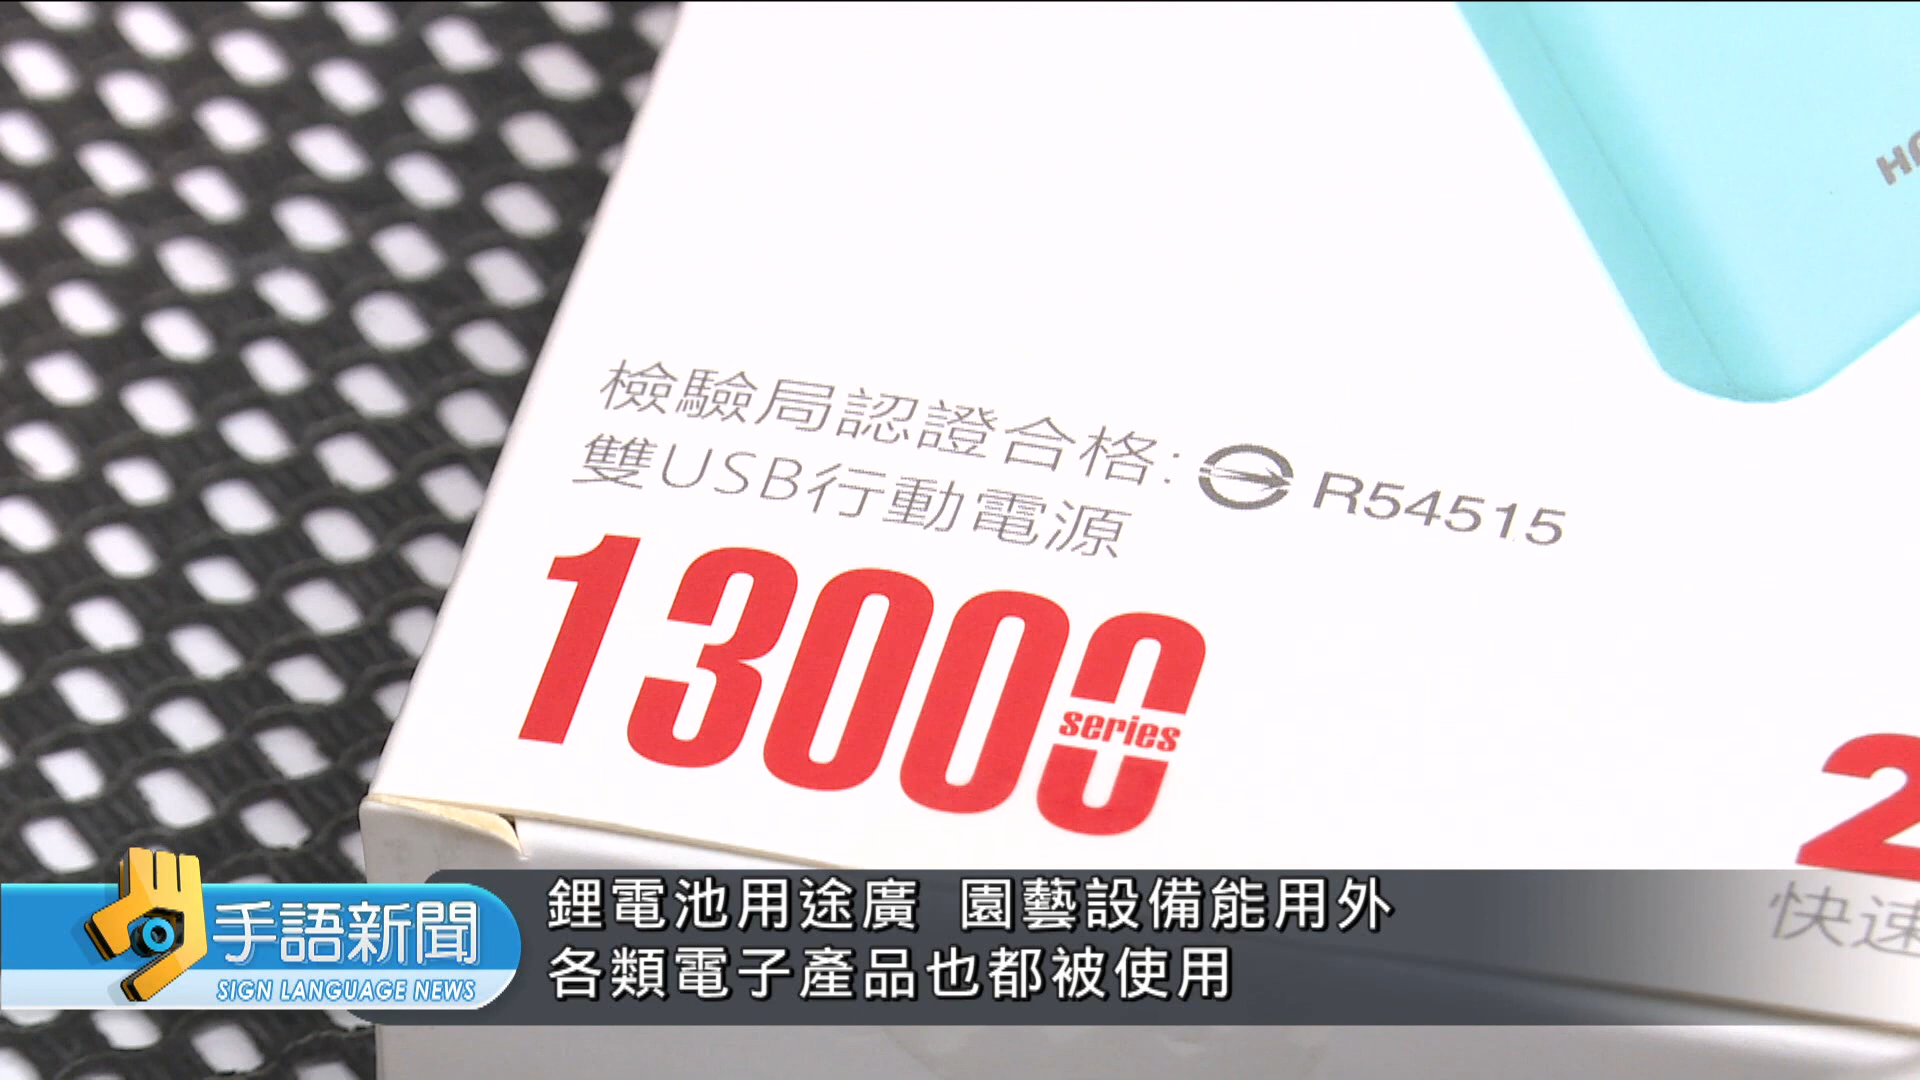 檢驗局認證合格: R54515
雙USB行動電源
13000
series
快速
手語新聞
SIGN LANGUAGE NEWS
鋰電池用途廣 園藝設備能用外
各類電子產品也都被使用